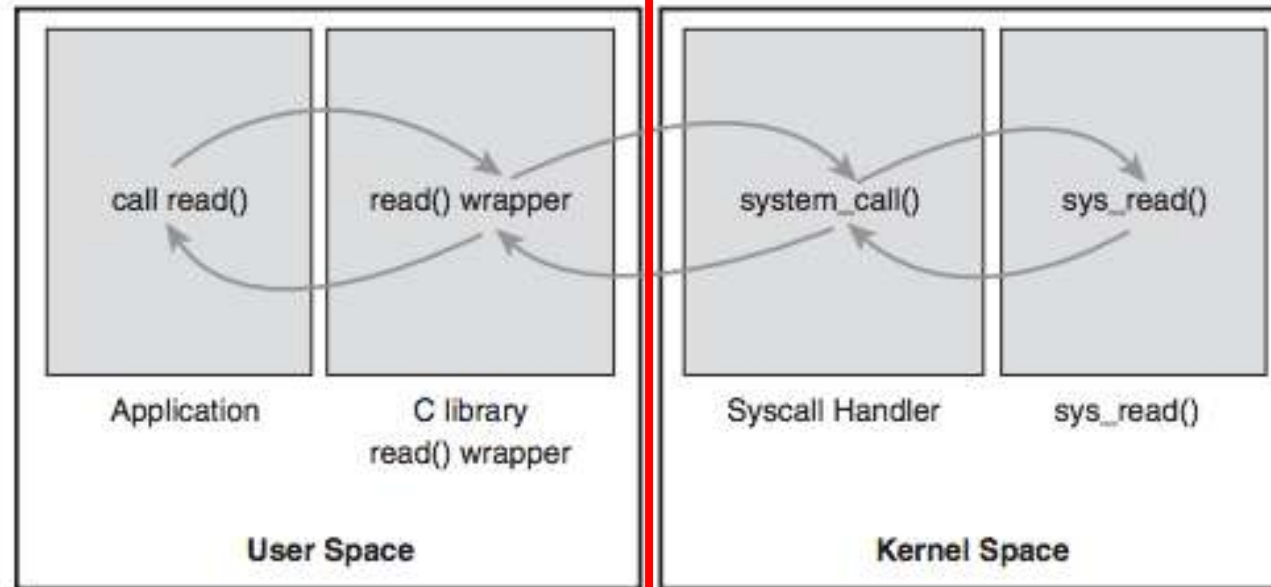 call read()
read() wrapper
system_call()
sys_read()
Application
C library
read() wrapper
Syscall Handler
sys_read()
User Space
Kernel Space